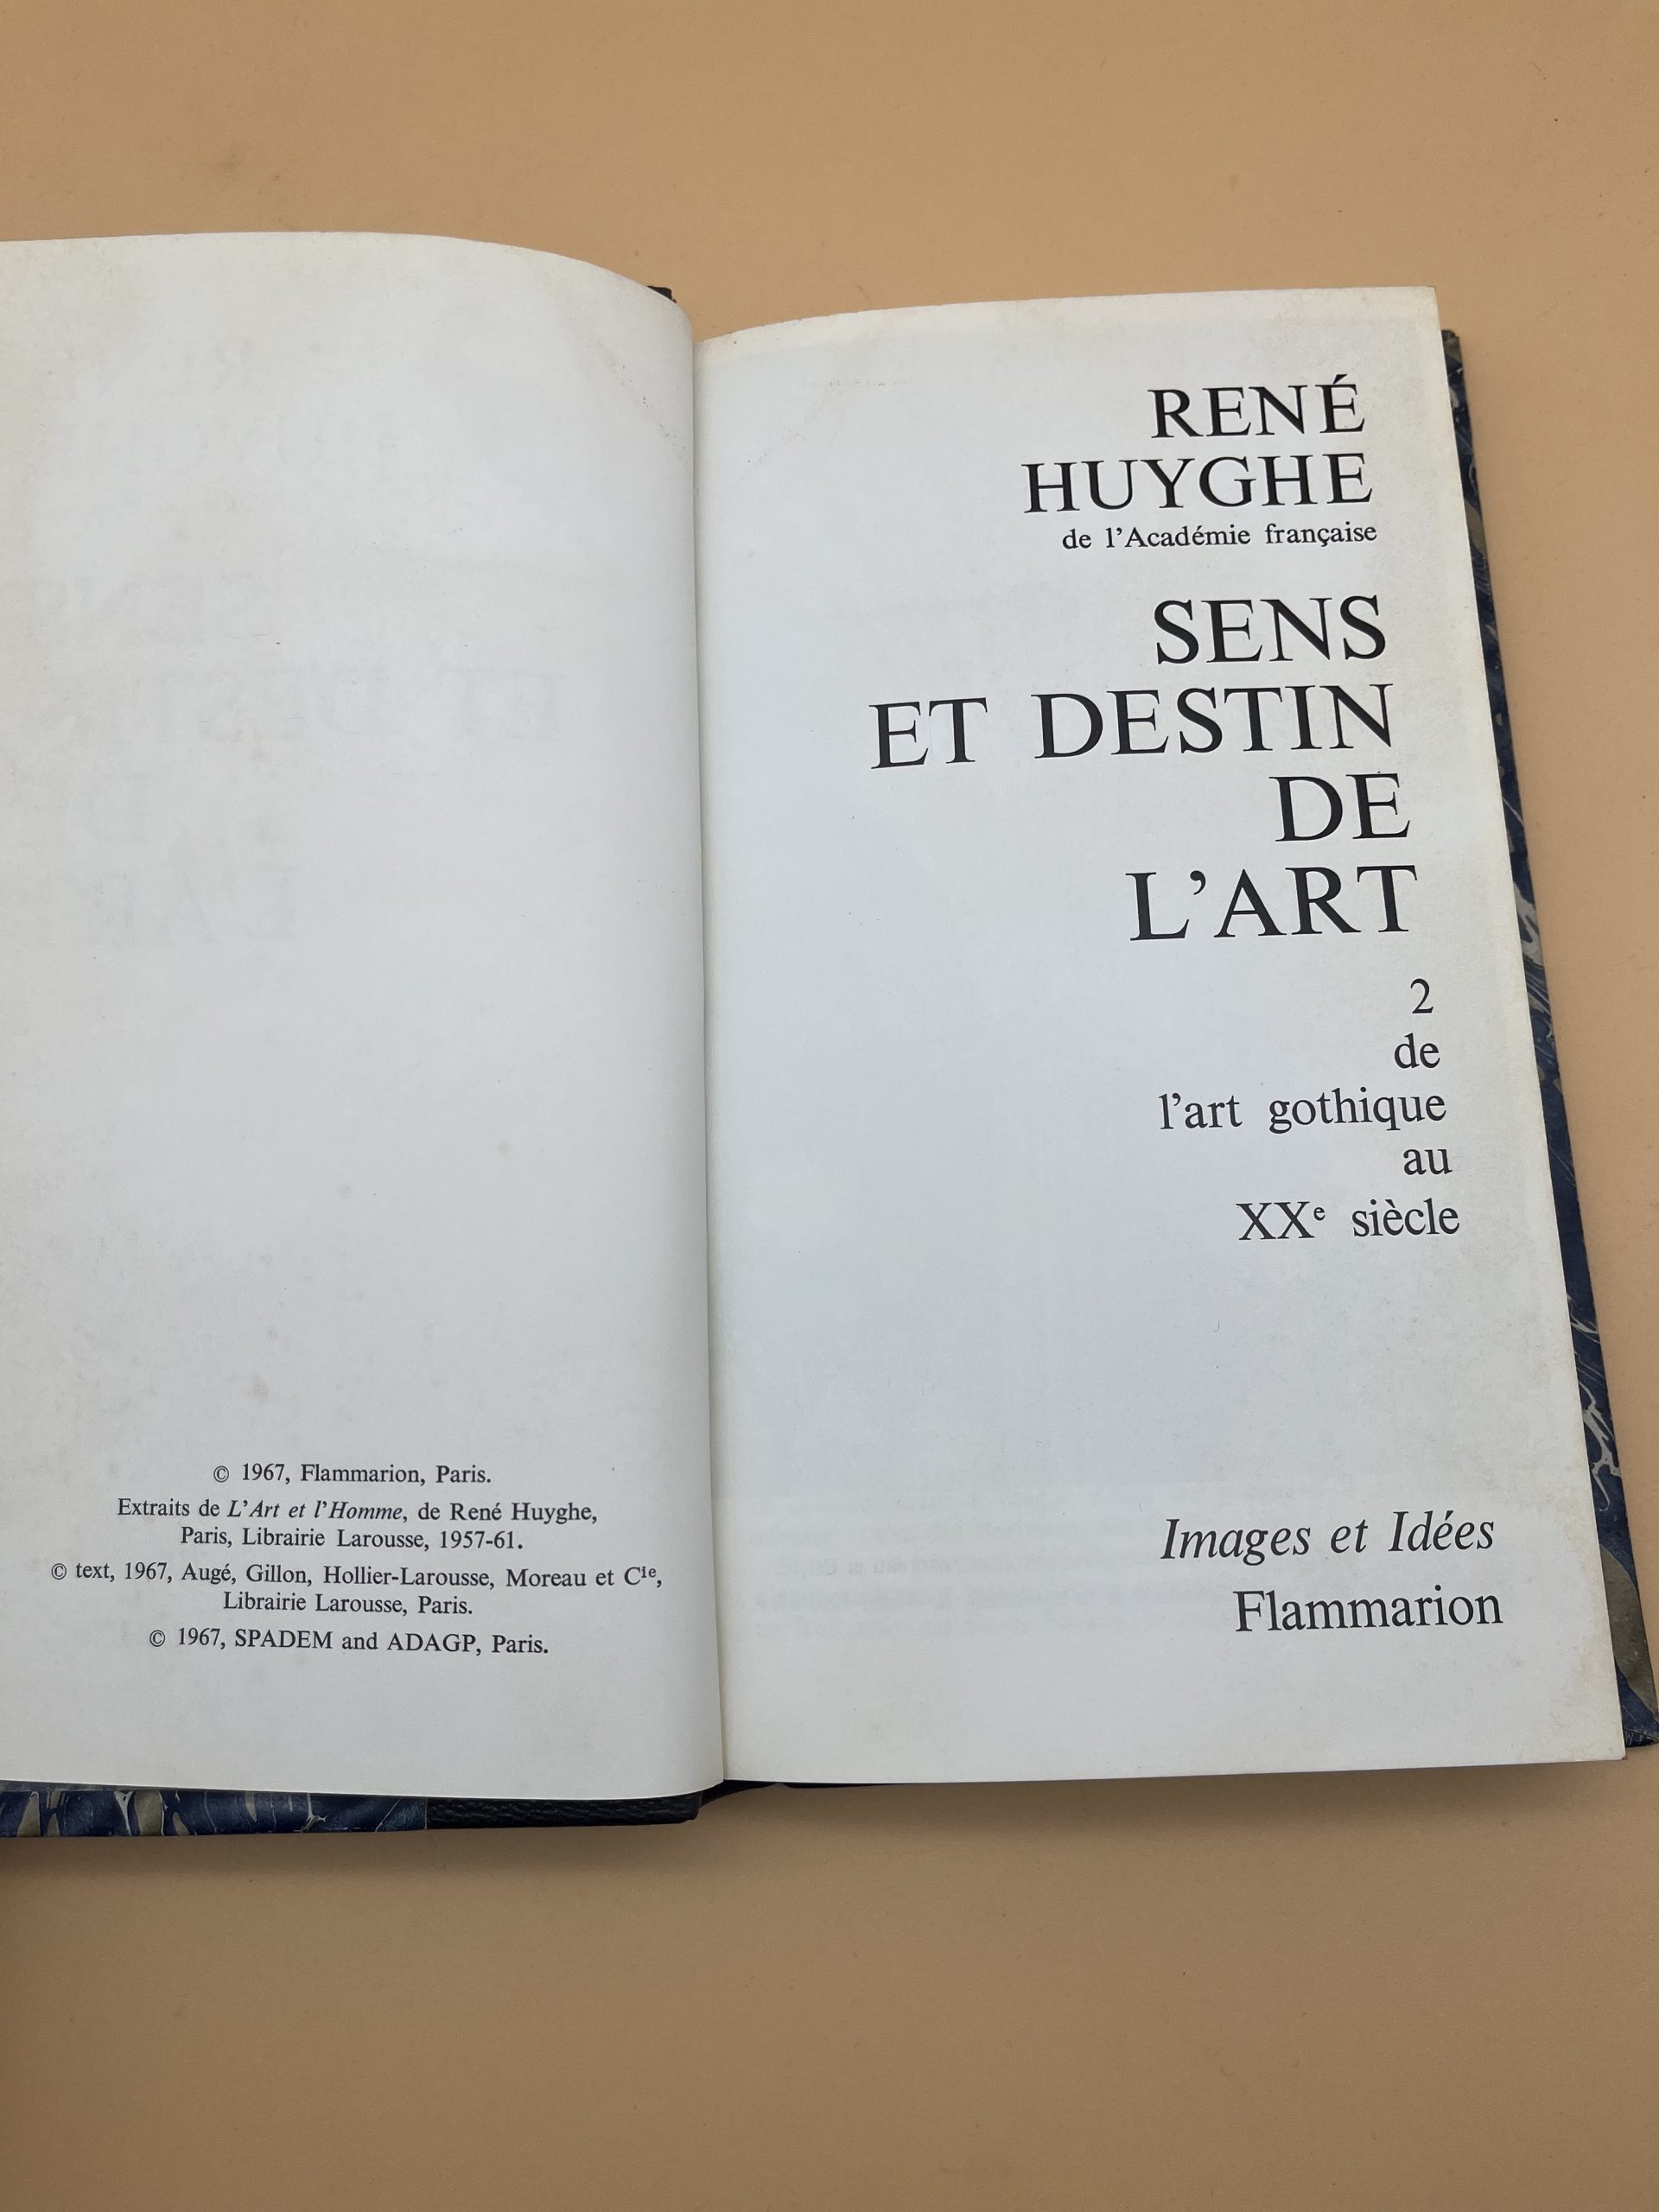 © 1967, Flammarion, Paris.
Extraits de L'Art et l'Homme, de René Huyghe,
Paris, Librairie Larousse, 1957-61.
© text, 1967, Augé, Gillon, Hollier-Larousse, Moreau et Cie,
Librairie Larousse, Paris.
© 1967, SPADEM and ADAGP, Paris.
RENÉ
HUYGHE
de l'Académie française
SENS
ET DESTIN
DE
L'ART
2
de
l'art gothique
au
XXe siècle
Images et Idées
Flammarion